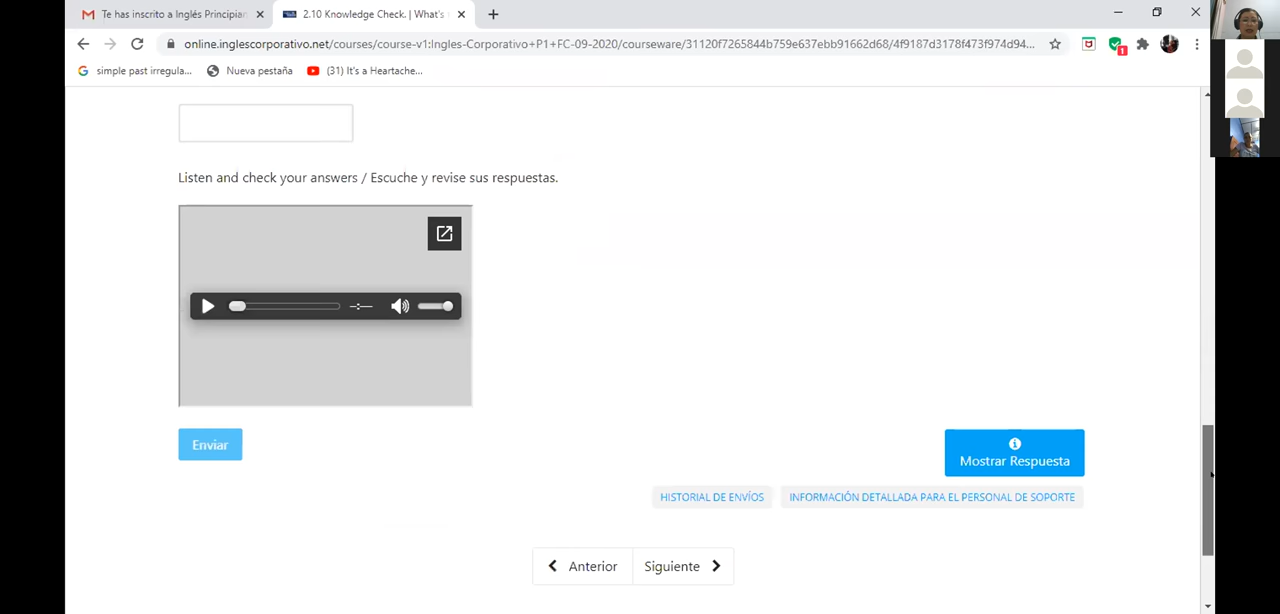 Te has inscrito a Inglés Principian
2.10 Knowledge Check. | What's
online.inglescorporativo.net/courses/course-v1:Ingles-Corporativo+P1+FC-09-2020/courseware/31120f7265844b759e637ebb91662d68/4f9187d3178f473f974d94...
simple past irregula...
Nueva pestaña
(31) It's a Heartache...
Listen and check your answers / Escuche y revise sus respuestas.
-:--
Enviar
Mostrar Respuesta
HISTORIAL DE ENVÍOS
INFORMACIÓN DETALLADA PARA EL PERSONAL DE SOPORTE
Anterior
Siguiente